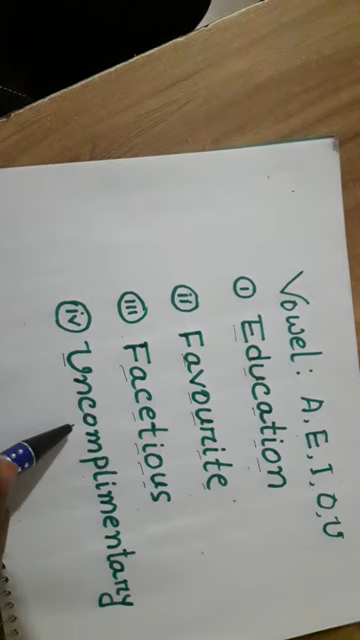 Vowel: A, E, I, O, U
(i) Education
(ii) Favourite
(iii) Facetious
(iv) Uncomplimentary